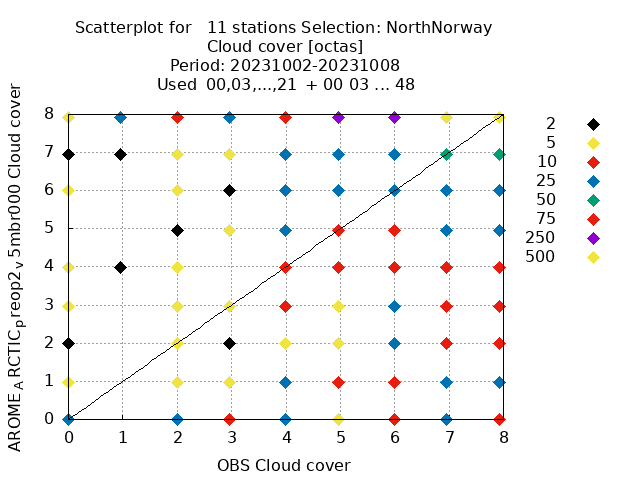 Scatterplot for   11 stations Selection: NorthNorway
Cloud cover [octas]
Period: 20231002-20231008
Used  00,03,...,21  + 00 03 ... 48
AROME_ARCTIC_preop2_v 5mbr000 Cloud cover
8
7
6
5
4
3
2
1
0
0 1 2 3 4 5 6 7 8
OBS Cloud cover
2
5
10
25
50
75
250
500